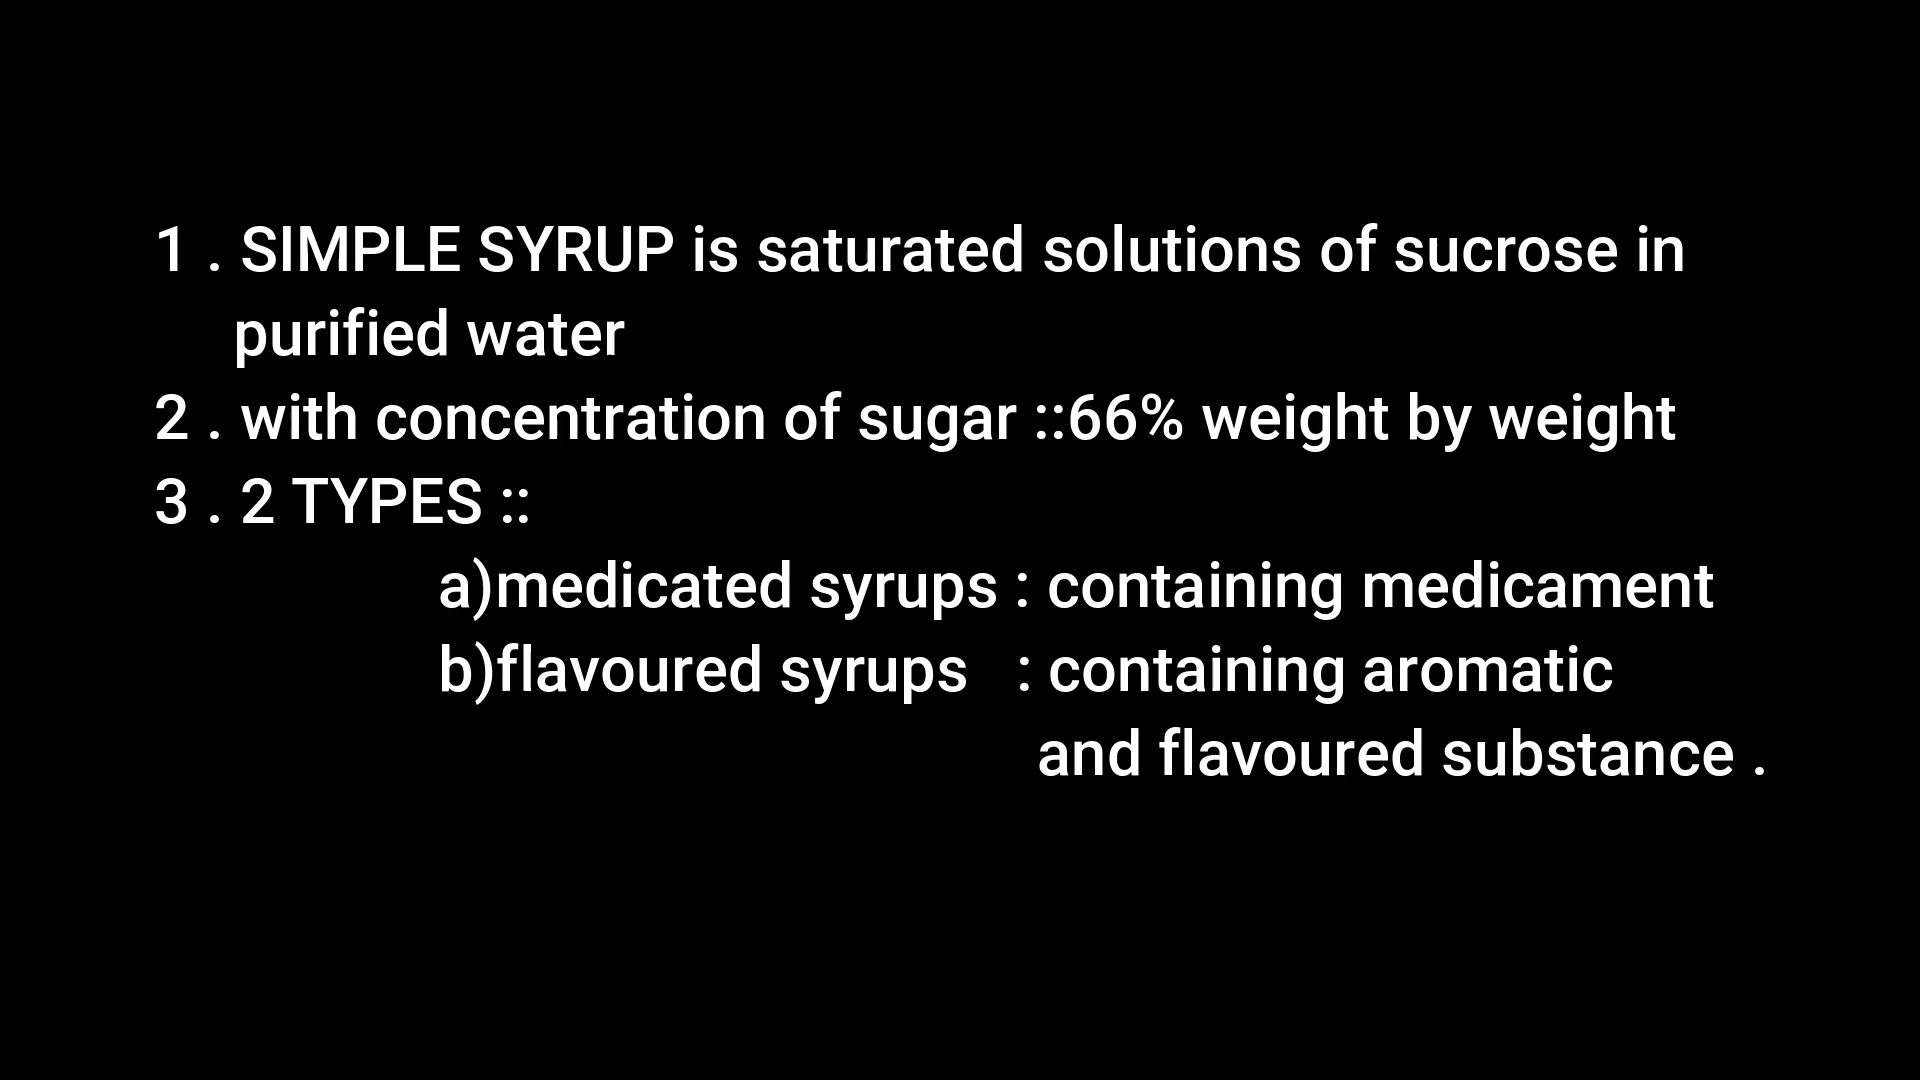 1 . SIMPLE SYRUP is saturated solutions of sucrose in
purified water
2 . with concentration of sugar ::66% weight by weight
3 . 2 TYPES ::
a)medicated syrups : containing medicament
b)flavoured syrups : containing aromatic
and flavoured substance .